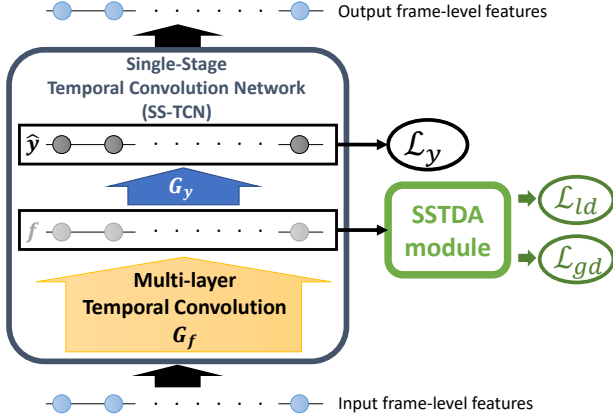 Output frame-level features
Single-Stage
Temporal Convolution Network
(SS-TCN)
ŷ
ℒy
Gy
f
SSTDA
module
ℒld
ℒgd
Multi-layer
Temporal Convolution
Gf
Input frame-level features